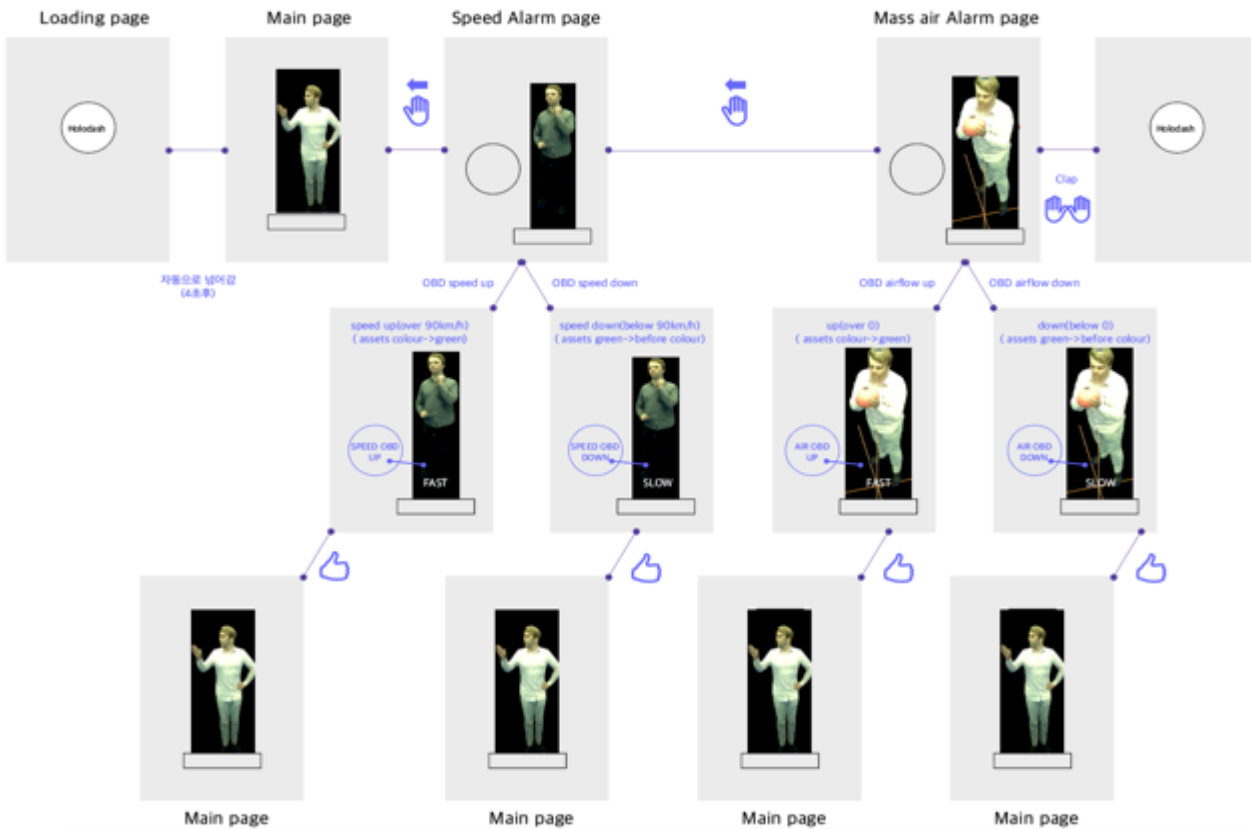 Loading page
Main page
Speed Alarm page
Mass air Alarm page
Holodash
Holodash
Clap
자동으로 넘어감
(4초후)
OBD speed up
OBD speed down
OBD airflow up
OBD airflow down
speed up(over 90km/h)
( assets colour->green)
speed down(below 90km/h)
( assets green->before colour)
up(over 0)
( assets colour->green)
down(below 0)
( assets green->before colour)
SPEED OBD
UP
FAST
SPEED OBD
DOWN
SLOW
AIR OBD
UP
FAST
AIR OBD
DOWN
SLOW
Main page
Main page
Main page
Main page